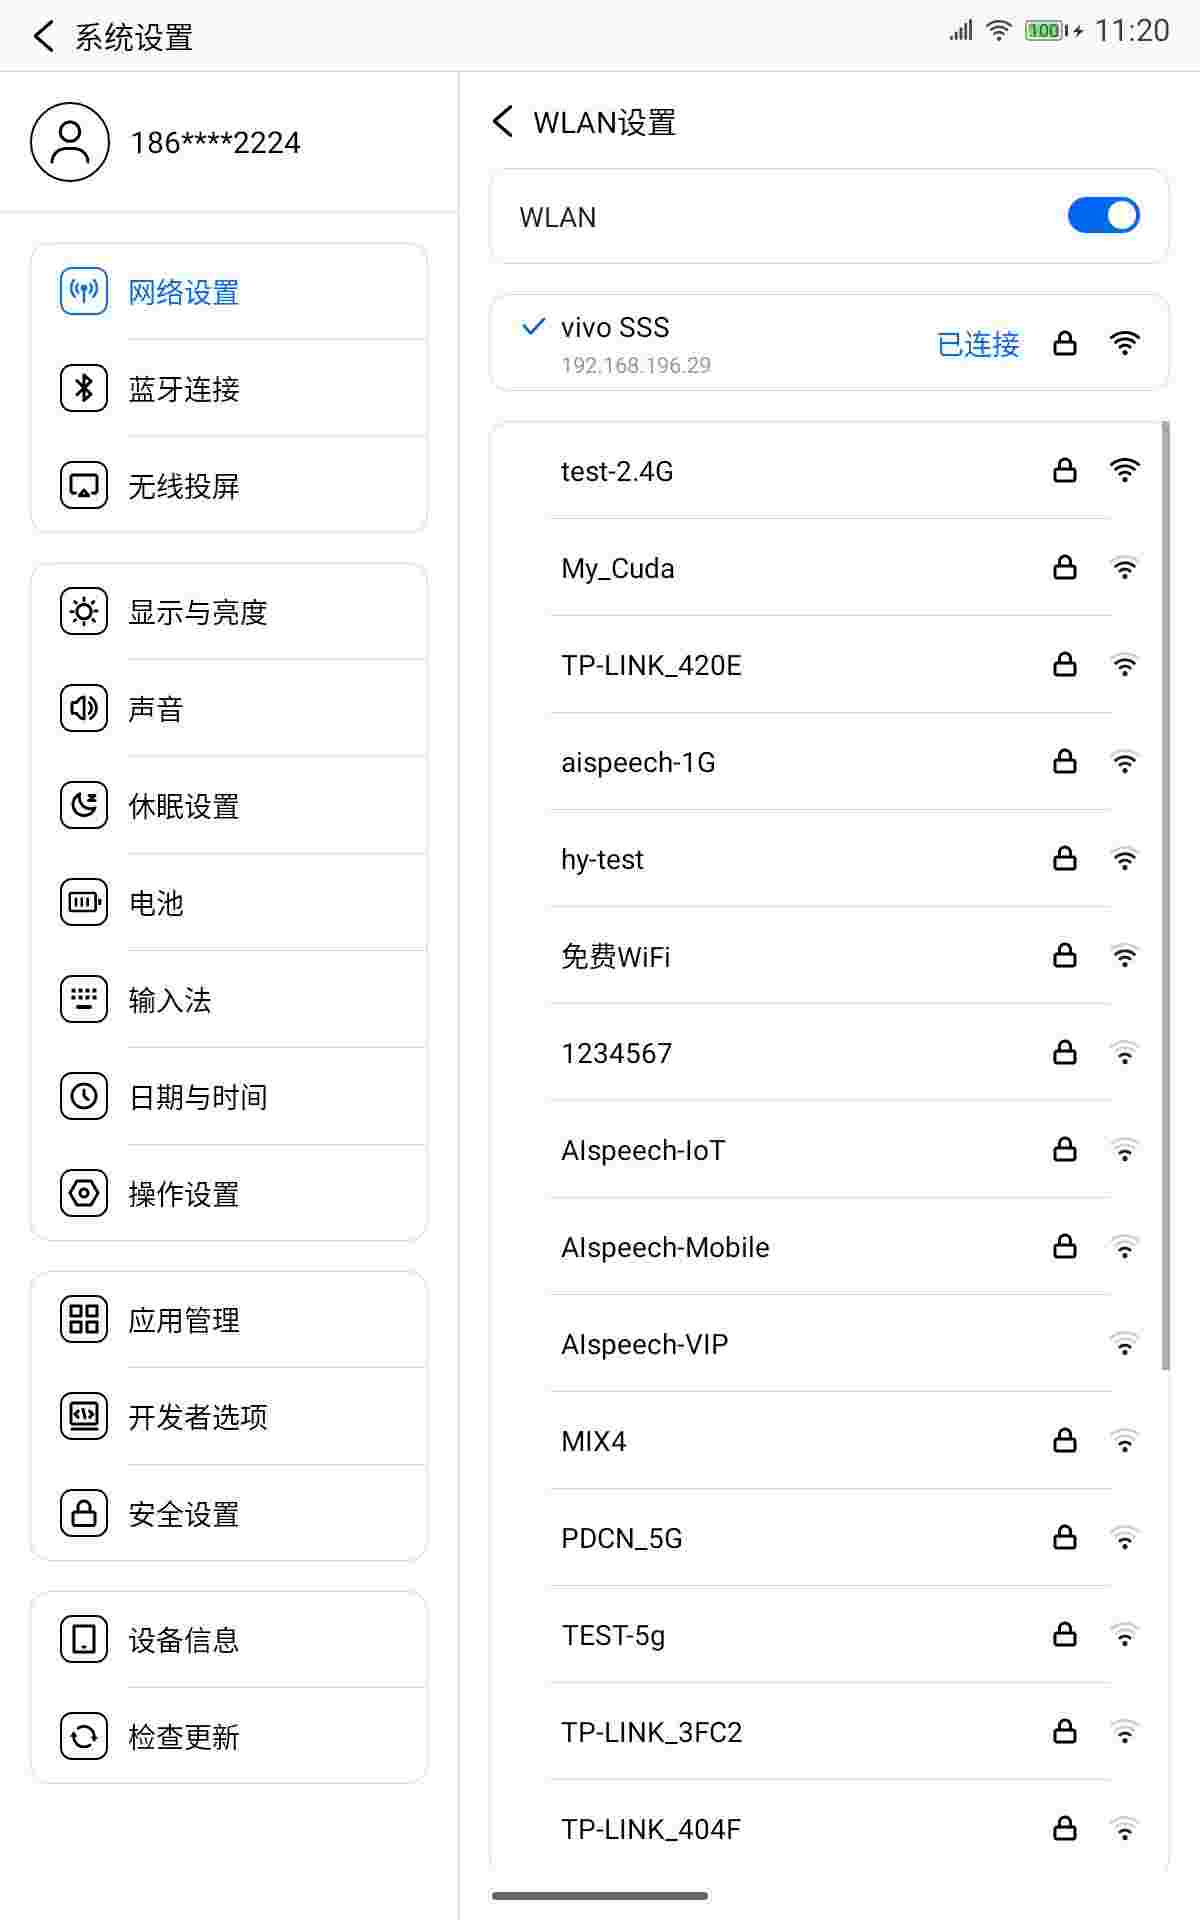 系统设置
100
11:20
186****2224
网络设置
蓝牙连接
无线投屏
显示与亮度
声音
休眠设置
电池
输入法
日期与时间
操作设置
应用管理
开发者选项
安全设置
设备信息
检查更新
WLAN设置
WLAN
vivo SSS
192.168.196.29
已连接
test-2.4G
My_Cuda
TP-LINK_420E
aispeech-1G
hy-test
免费WiFi
1234567
AIspeech-IoT
AIspeech-Mobile
AIspeech-VIP
MIX4
PDCN_5G
TEST-5g
TP-LINK_3FC2
TP-LINK_404F